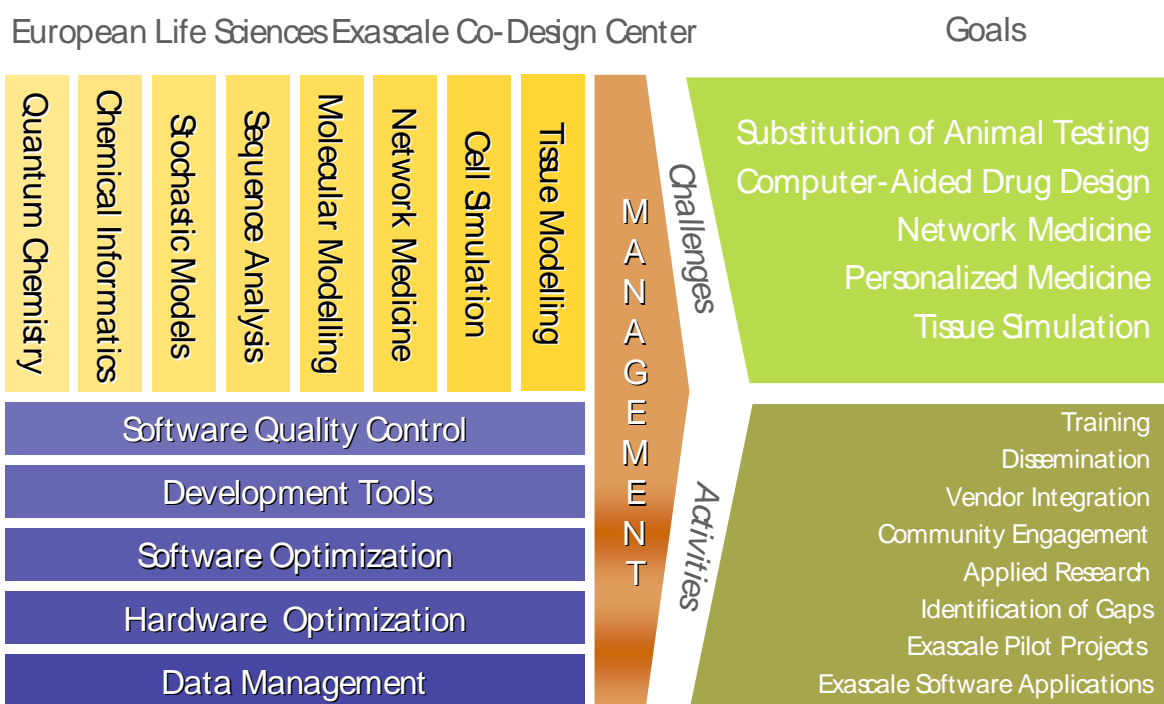 European Life Sciences Exascale Co-Design Center
Goals
Quantum Chemistry
Chemical Informatics
Stochastic Models
Sequence Analysis
Molecular Modelling
Network Medicine
Cell Simulation
Tissue Modelling
Software Quality Control
Development Tools
Software Optimization
Hardware Optimization
Data Management
MANAGEMENT
Challenges
Substitution of Animal Testing
Computer-Aided Drug Design
Network Medicine
Personalized Medicine
Tissue Simulation
Activities
Training
Dissemination
Vendor Integration
Community Engagement
Applied Research
Identification of Gaps
Exascale Pilot Projects
Exascale Software Applications